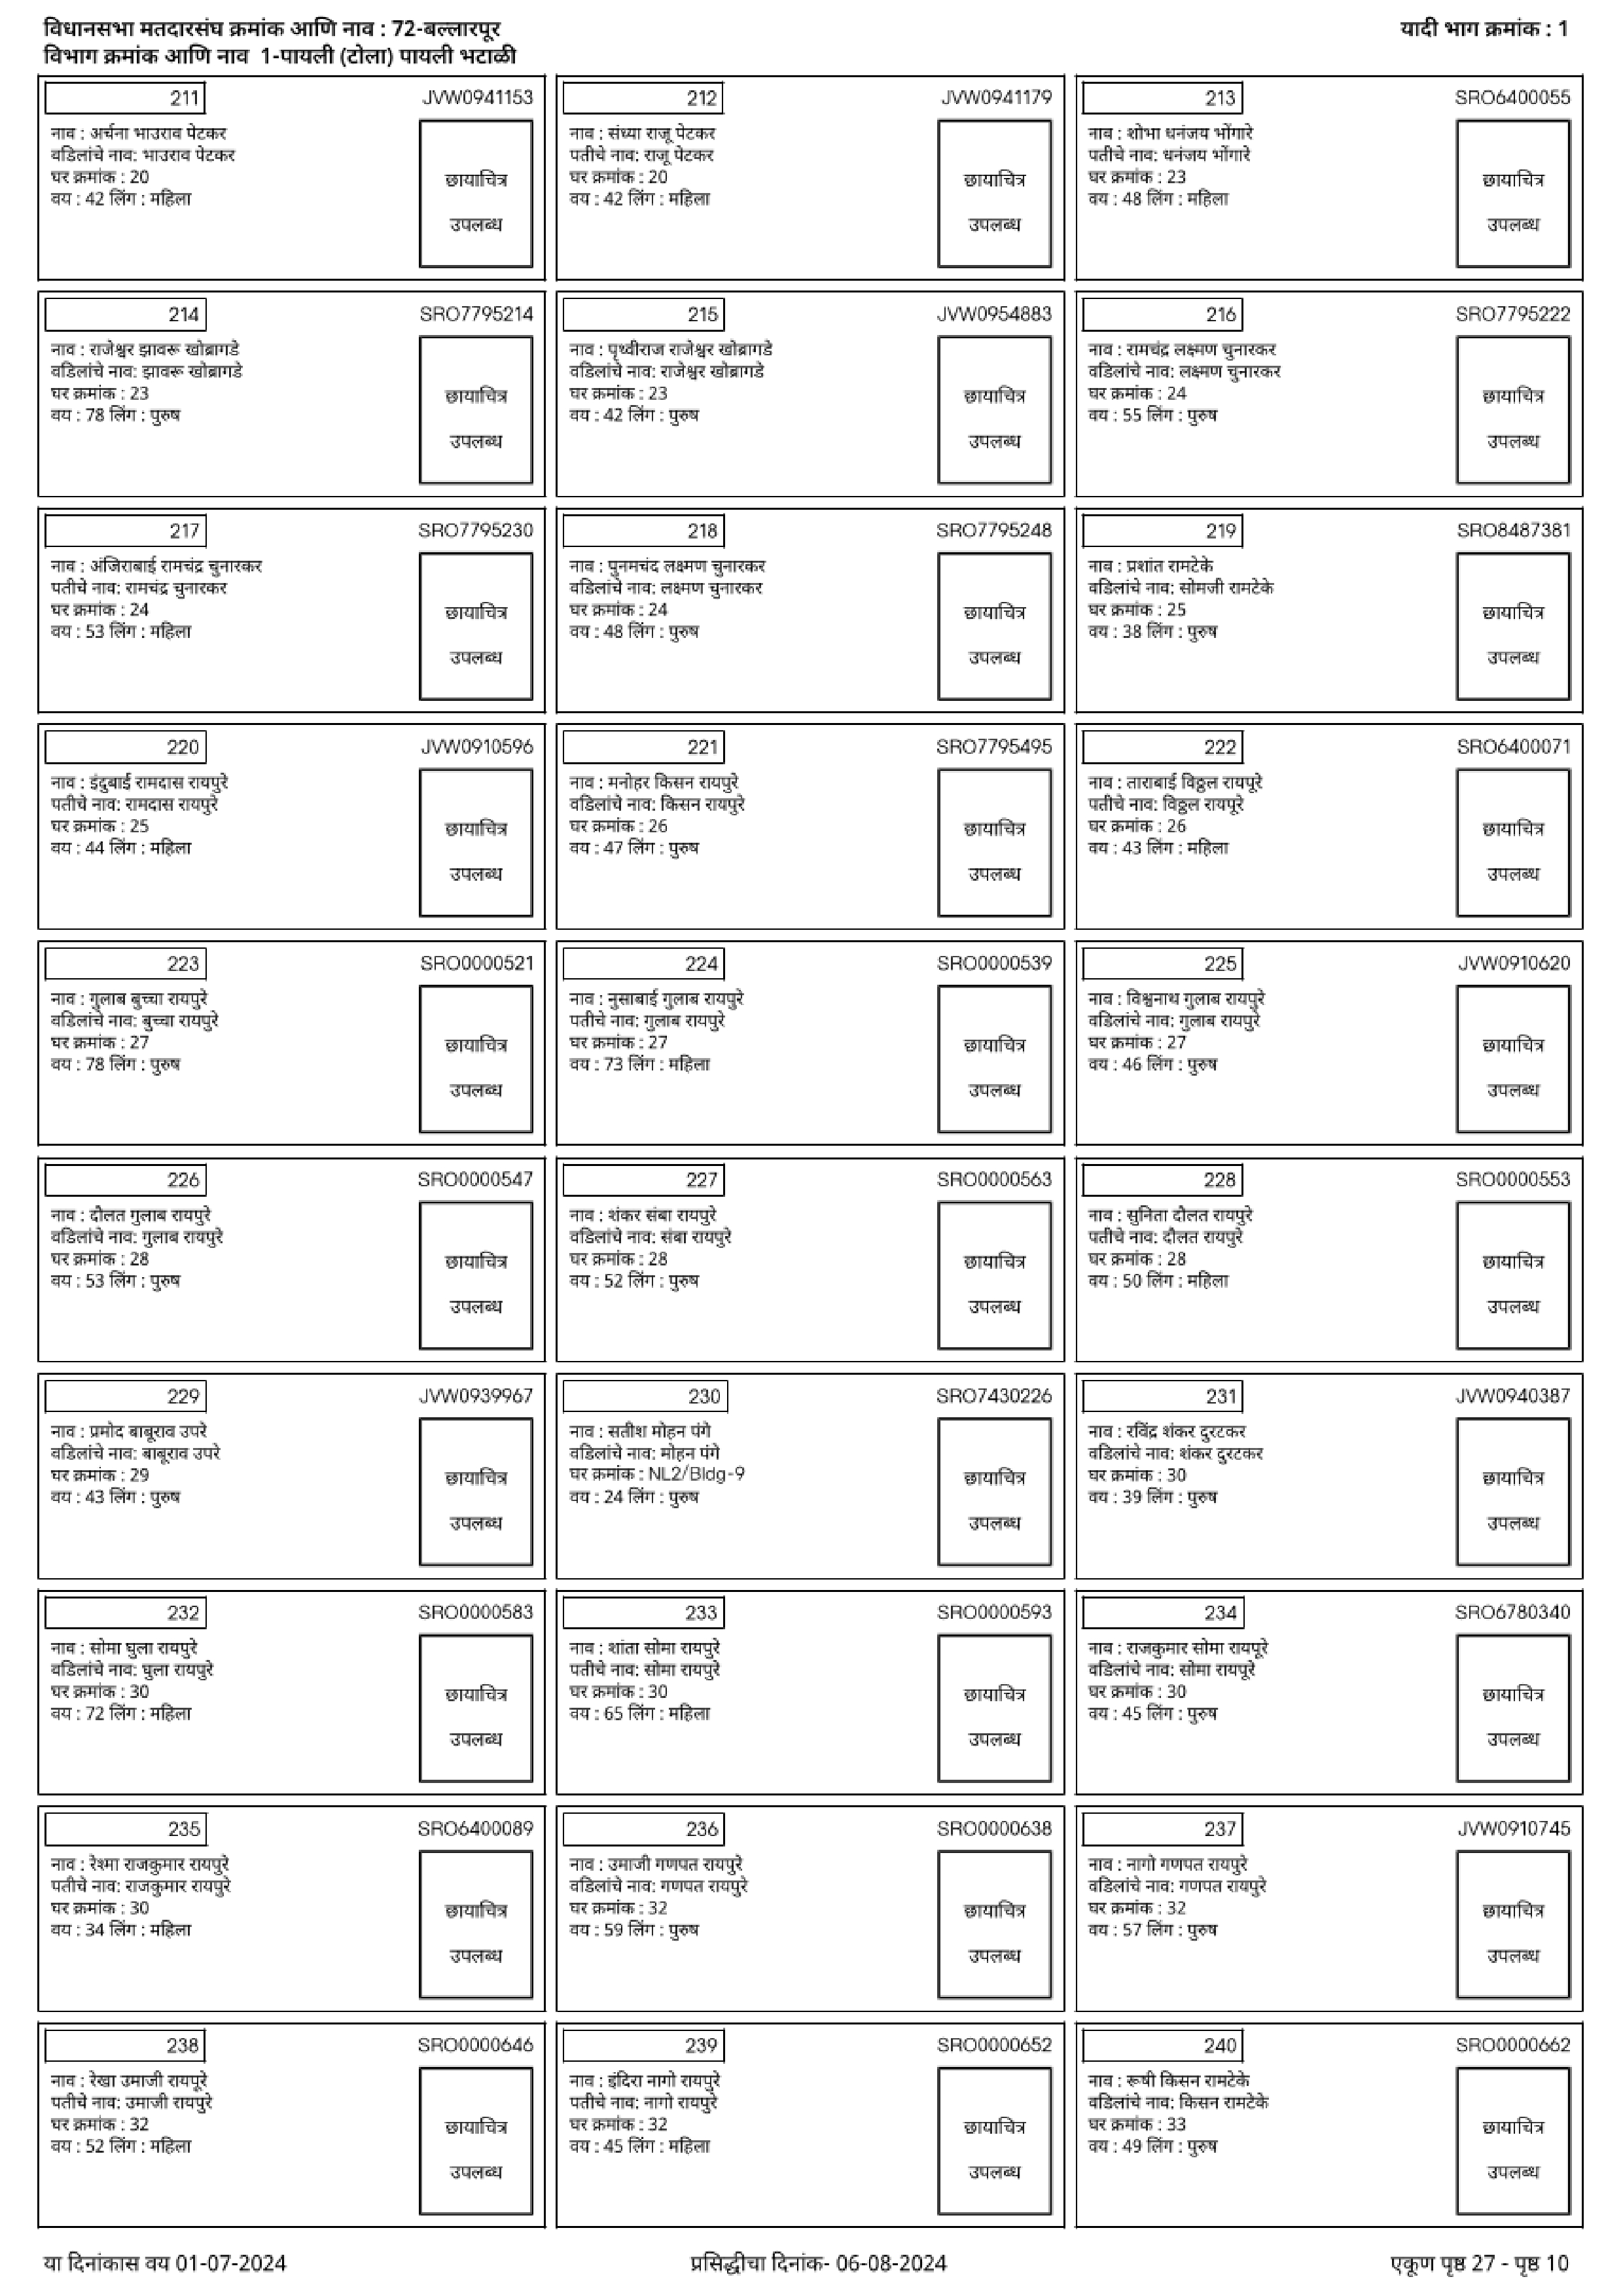 विधानसभा मतदारसंघ क्रमांक आणि नाव : 72-बल्लारपूर
यादी भाग क्रमांक : 1
विभाग क्रमांक आणि नाव 1-पायली (टोला) पायली भटाळी
211 JVW0941153
नाव : अर्चना भाउराव पेटकर
वडिलांचे नाव: भाउराव पेटकर
घर क्रमांक : 20
वय : 42 लिंग : महिला
छायाचित्र
उपलब्ध
212 JVW0941179
नाव : संध्या राजू पेटकर
पतीचे नाव: राजू पेटकर
घर क्रमांक : 20
वय : 42 लिंग : महिला
छायाचित्र
उपलब्ध
213 SRO6400055
नाव : शोभा धनंजय भोंगारे
पतीचे नाव: धनंजय भोंगारे
घर क्रमांक : 23
वय : 48 लिंग : महिला
छायाचित्र
उपलब्ध
214 SRO7795214
नाव : राजेश्वर झावरू खोब्रागडे
वडिलांचे नाव: झावरू खोब्रागडे
घर क्रमांक : 23
वय : 78 लिंग : पुरुष
छायाचित्र
उपलब्ध
215 JVW0954883
नाव : पृथ्वीराज राजेश्वर खोब्रागडे
वडिलांचे नाव: राजेश्वर खोब्रागडे
घर क्रमांक : 23
वय : 42 लिंग : पुरुष
छायाचित्र
उपलब्ध
216 SRO7795222
नाव : रामचंद्र लक्ष्मण चुनारकर
वडिलांचे नाव: लक्ष्मण चुनारकर
घर क्रमांक : 24
वय : 55 लिंग : पुरुष
छायाचित्र
उपलब्ध
217 SRO7795230
नाव : अंजिराबाई रामचंद्र चुनारकर
पतीचे नाव: रामचंद्र चुनारकर
घर क्रमांक : 24
वय : 53 लिंग : महिला
छायाचित्र
उपलब्ध
218 SRO7795248
नाव : पुनमचंद लक्ष्मण चुनारकर
वडिलांचे नाव: लक्ष्मण चुनारकर
घर क्रमांक : 24
वय : 48 लिंग : पुरुष
छायाचित्र
उपलब्ध
219 SRO8487381
नाव : प्रशांत रामटेके
वडिलांचे नाव: सोमजी रामटेके
घर क्रमांक : 25
वय : 38 लिंग : पुरुष
छायाचित्र
उपलब्ध
220 JVW0910596
नाव : इंदुबाई रामदास रायपुरे
पतीचे नाव: रामदास रायपुरे
घर क्रमांक : 25
वय : 44 लिंग : महिला
छायाचित्र
उपलब्ध
221 SRO7795495
नाव : मनोहर किसन रायपुरे
वडिलांचे नाव: किसन रायपुरे
घर क्रमांक : 26
वय : 47 लिंग : पुरुष
छायाचित्र
उपलब्ध
222 SRO6400071
नाव : ताराबाई विठ्ठल रायपूरे
पतीचे नाव: विठ्ठल रायपूरे
घर क्रमांक : 26
वय : 43 लिंग : महिला
छायाचित्र
उपलब्ध
223 SRO0000521
नाव : गुलाब बुच्चा रायपुरे
वडिलांचे नाव: बुच्चा रायपुरे
घर क्रमांक : 27
वय : 78 लिंग : पुरुष
छायाचित्र
उपलब्ध
224 SRO0000539
नाव : नुसाबाई गुलाब रायपुरे
पतीचे नाव: गुलाब रायपुरे
घर क्रमांक : 27
वय : 73 लिंग : महिला
छायाचित्र
उपलब्ध
225 JVW0910620
नाव : विश्वनाथ गुलाब रायपुरे
वडिलांचे नाव: गुलाब रायपुरे
घर क्रमांक : 27
वय : 46 लिंग : पुरुष
छायाचित्र
उपलब्ध
226 SRO0000547
नाव : दौलत गुलाब रायपुरे
वडिलांचे नाव: गुलाब रायपुरे
घर क्रमांक : 28
वय : 53 लिंग : पुरुष
छायाचित्र
उपलब्ध
227 SRO0000563
नाव : शंकर संबा रायपुरे
वडिलांचे नाव: संबा रायपुरे
घर क्रमांक : 28
वय : 52 लिंग : पुरुष
छायाचित्र
उपलब्ध
228 SRO0000553
नाव : सुनिता दौलत रायपुरे
पतीचे नाव: दौलत रायपुरे
घर क्रमांक : 28
वय : 50 लिंग : महिला
छायाचित्र
उपलब्ध
229 JVW0939967
नाव : प्रमोद बाबूराव उपरे
वडिलांचे नाव: बाबूराव उपरे
घर क्रमांक : 29
वय : 43 लिंग : पुरुष
छायाचित्र
उपलब्ध
230 SRO7430226
नाव : सतीश मोहन पंगे
वडिलांचे नाव: मोहन पंगे
घर क्रमांक : NL2/Bldg-9
वय : 24 लिंग : पुरुष
छायाचित्र
उपलब्ध
231 JVW0940387
नाव : रविंद्र शंकर दुरटकर
वडिलांचे नाव: शंकर दुरटकर
घर क्रमांक : 30
वय : 39 लिंग : पुरुष
छायाचित्र
उपलब्ध
232 SRO0000583
नाव : सोमा घुला रायपुरे
वडिलांचे नाव: घुला रायपुरे
घर क्रमांक : 30
वय : 72 लिंग : महिला
छायाचित्र
उपलब्ध
233 SRO0000593
नाव : शांता सोमा रायपुरे
पतीचे नाव: सोमा रायपुरे
घर क्रमांक : 30
वय : 65 लिंग : महिला
छायाचित्र
उपलब्ध
234 SRO6780340
नाव : राजकुमार सोमा रायपूरे
वडिलांचे नाव: सोमा रायपूरे
घर क्रमांक : 30
वय : 45 लिंग : पुरुष
छायाचित्र
उपलब्ध
235 SRO6400089
नाव : रेश्मा राजकुमार रायपुरे
पतीचे नाव: राजकुमार रायपुरे
घर क्रमांक : 30
वय : 34 लिंग : महिला
छायाचित्र
उपलब्ध
236 SRO0000638
नाव : उमाजी गणपत रायपुरे
वडिलांचे नाव: गणपत रायपुरे
घर क्रमांक : 32
वय : 59 लिंग : पुरुष
छायाचित्र
उपलब्ध
237 JVW0910745
नाव : नागो गणपत रायपुरे
वडिलांचे नाव: गणपत रायपुरे
घर क्रमांक : 32
वय : 57 लिंग : पुरुष
छायाचित्र
उपलब्ध
238 SRO0000646
नाव : रेखा उमाजी रायपूरे
पतीचे नाव: उमाजी रायपुरे
घर क्रमांक : 32
वय : 52 लिंग : महिला
छायाचित्र
उपलब्ध
239 SRO0000652
नाव : इंदिरा नागो रायपुरे
पतीचे नाव: नागो रायपुरे
घर क्रमांक : 32
वय : 45 लिंग : महिला
छायाचित्र
उपलब्ध
240 SRO0000662
नाव : रूषी किसन रामटेके
वडिलांचे नाव: किसन रामटेके
घर क्रमांक : 33
वय : 49 लिंग : पुरुष
छायाचित्र
उपलब्ध
या दिनांकास वय 01-07-2024
प्रसिद्धीचा दिनांक- 06-08-2024
एकूण पृष्ठ 27 - पृष्ठ 10